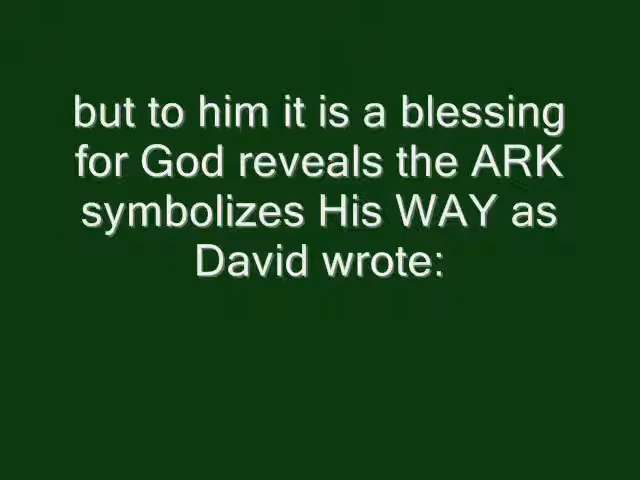 but to him it is a blessing
for God reveals the ARK
symbolizes His WAY as
David wrote: